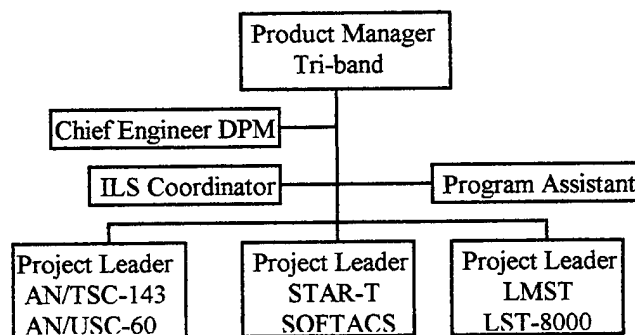 Product Manager
Tri-band
Chief Engineer DPM
ILS Coordinator
Program Assistant
Project Leader
AN/TSC-143
AN/USC-60
Project Leader
STAR-T
SOFTACS
Project Leader
LMST
LST-8000